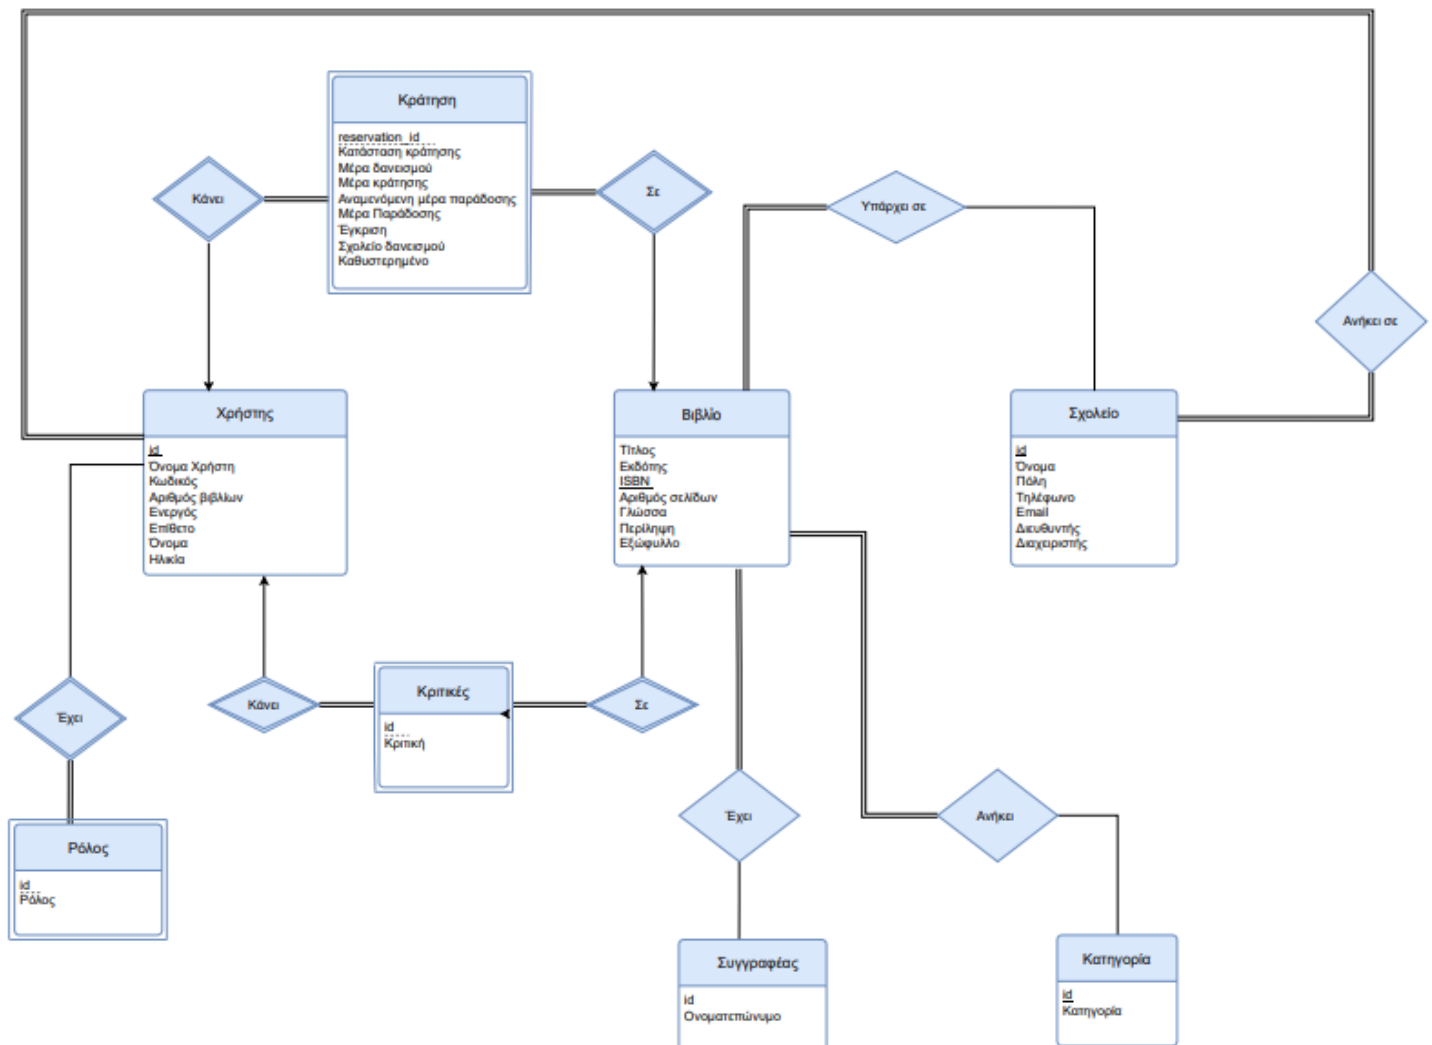 Κράτηση
reservation_id
Κατάσταση κράτησης
Μέρα δανεισμού
Μέρα κράτησης
Αναμενόμενη μέρα παράδοσης
Μέρα Παράδοσης
Έγκριση
Σχολείο δανεισμού
Καθυστερημένο
Κάνει
Σε
Υπάρχει σε
Ανήκει σε
Χρήστης
id
Όνομα Χρήστη
Κωδικός
Αριθμός βιβλίων
Ενεργός
Επίθετο
Όνομα
Ηλικία
Βιβλίο
Τίτλος
Εκδότης
ISBN
Αριθμός σελίδων
Γλώσσα
Περίληψη
Εξώφυλλο
Σχολείο
id
Όνομα
Πόλη
Τηλέφωνο
Email
Διευθυντής
Διαχειριστής
Έχει
Κάνει
Κριτικές
id
Κριτική
Σε
Έχει
Ανήκει
Ρόλος
id
Ρόλος
Συγγραφέας
id
Ονοματεπώνυμο
Κατηγορία
id
Κατηγορία